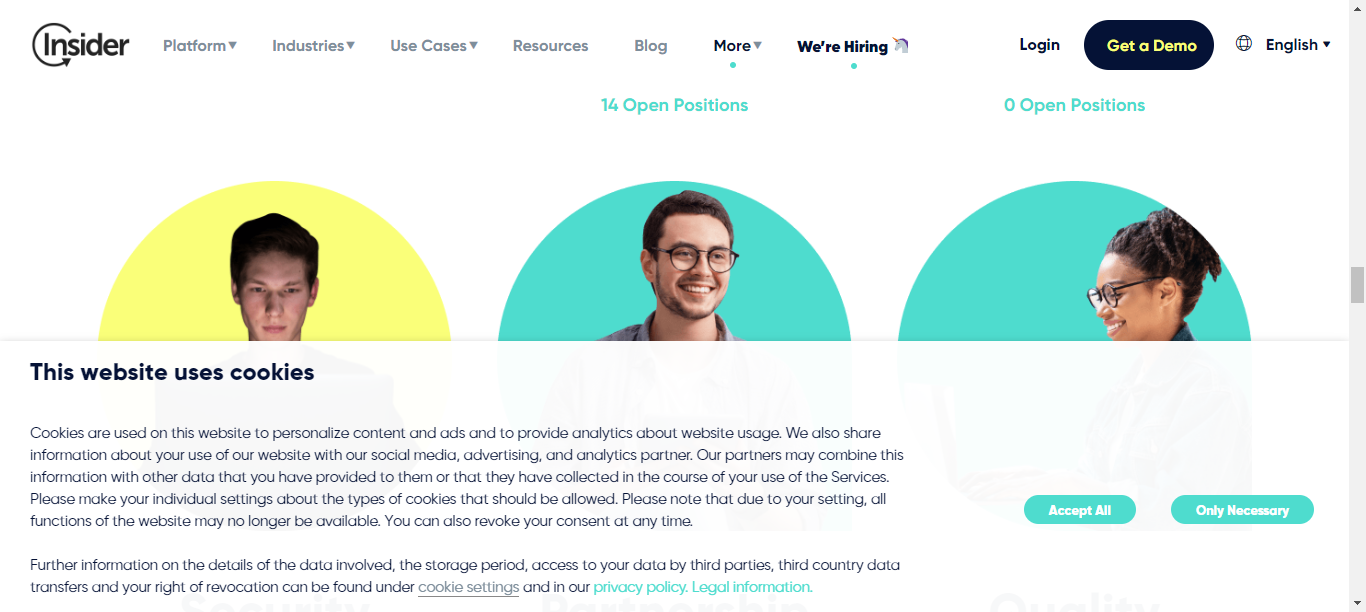 Insider
Platform▼ Industries▼ Use Cases▼ Resources Blog More▼ We're Hiring Login Get a Demo English ▾
14 Open Positions 0 Open Positions
This website uses cookies
Cookies are used on this website to personalize content and ads and to provide analytics about website usage. We also share
information about your use of our website with our social media, advertising, and analytics partner. Our partners may combine this
information with other data that you have provided to them or that they have collected in the course of your use of the Services.
Please make your individual settings about the types of cookies that should be allowed. Please note that due to your setting, all
functions of the website may no longer be available. You can also revoke your consent at any time.
Accept All Only Necessary
Further information on the details of the data involved, the storage period, access to your data by third parties, third country data
transfers and your right of revocation can be found under cookie settings and in our privacy policy. Legal information.
Security Partnership Quality